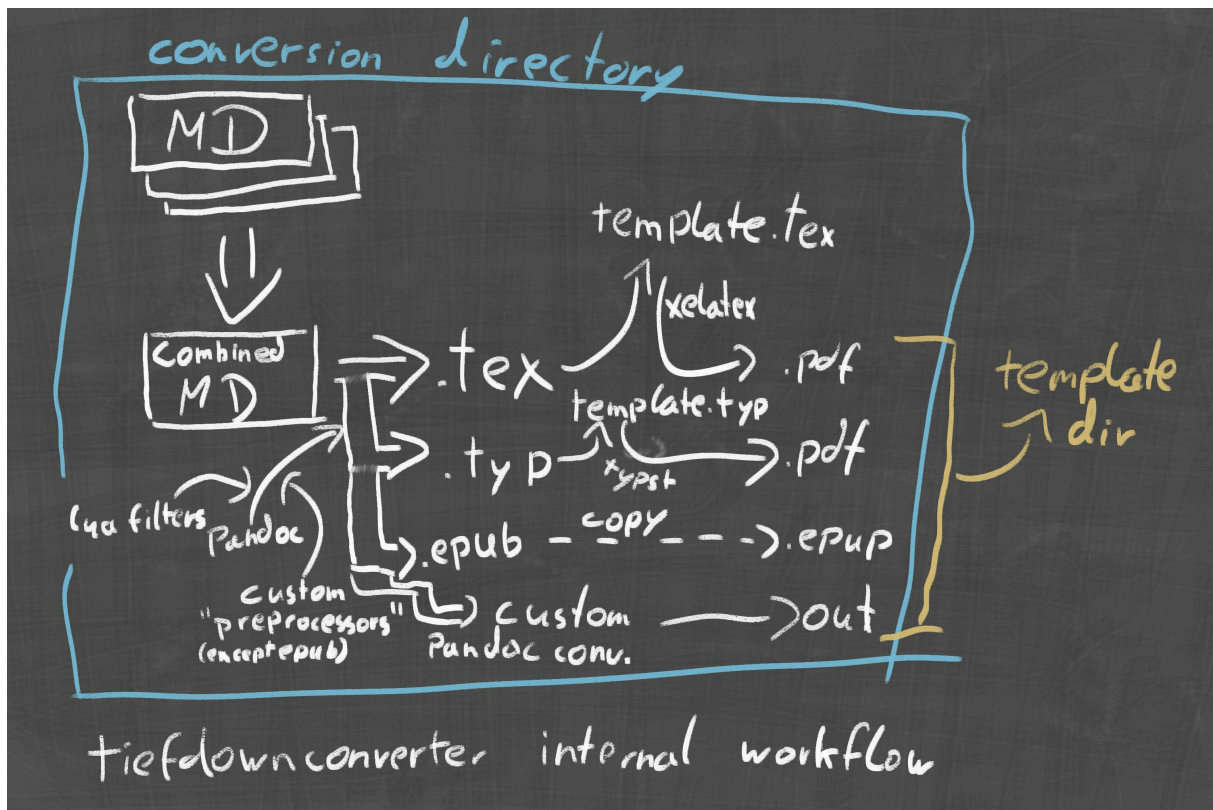 conversion directory
MD
template.tex
xelatex
Combined
MD
.tex
.pdf
template
dir
template.typ
.typ
typst
.pdf
lua filters
Pandoc
.epub
copy
.epup
custom
"preprocessors"
(except epub)
custom
Pandoc conv.
out
tiefdownconverter internal workflow